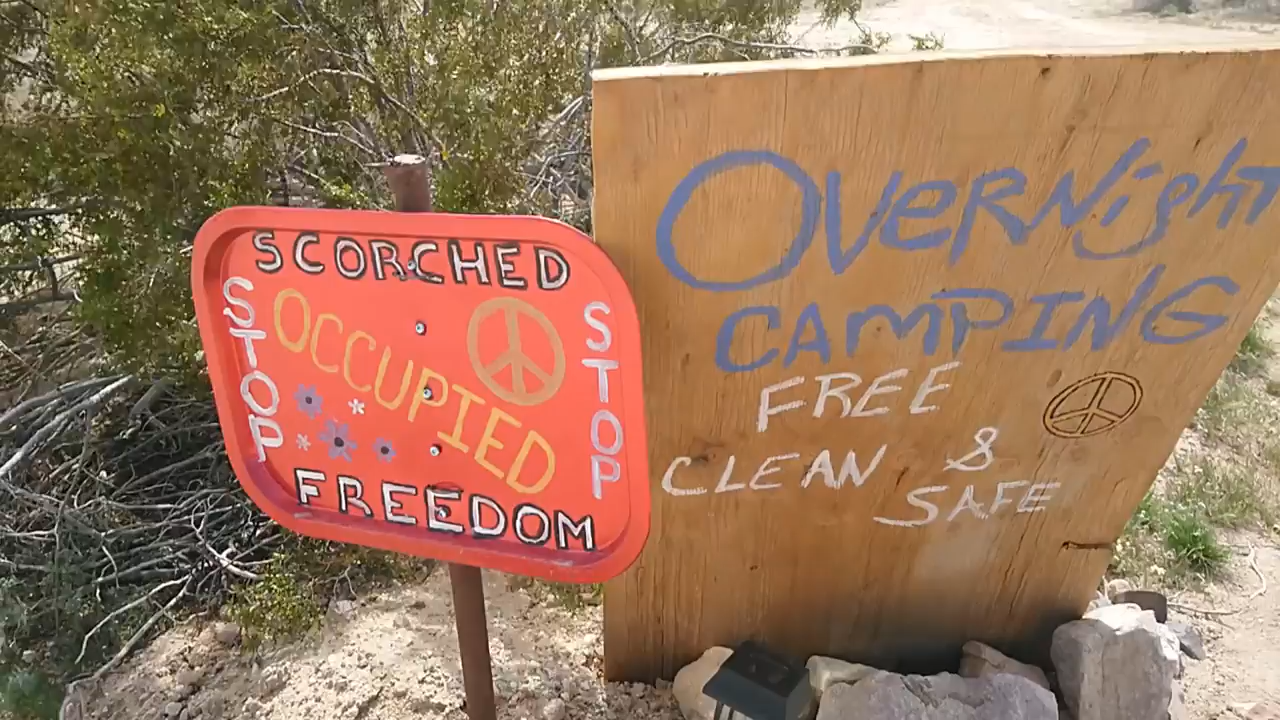 SCORCHED
STOP
OCCUPIED
STOP
FREEDOM
OVERNight
CAMPING
FREE
CLEAN &
SAFE